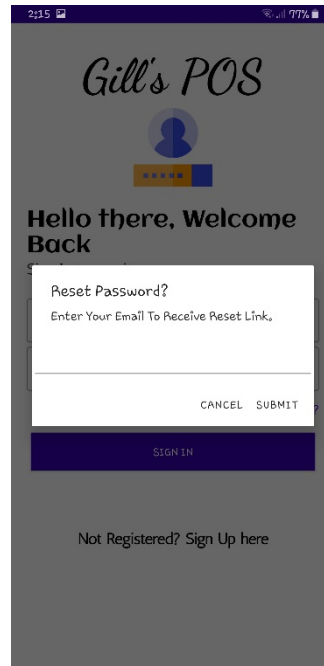 2:15 77%
Gill's POS
Hello there, Welcome
Back
Reset Password?
Enter Your Email To Receive Reset Link.
CANCEL SUBMIT
?
SIGN IN
Not Registered? Sign Up here